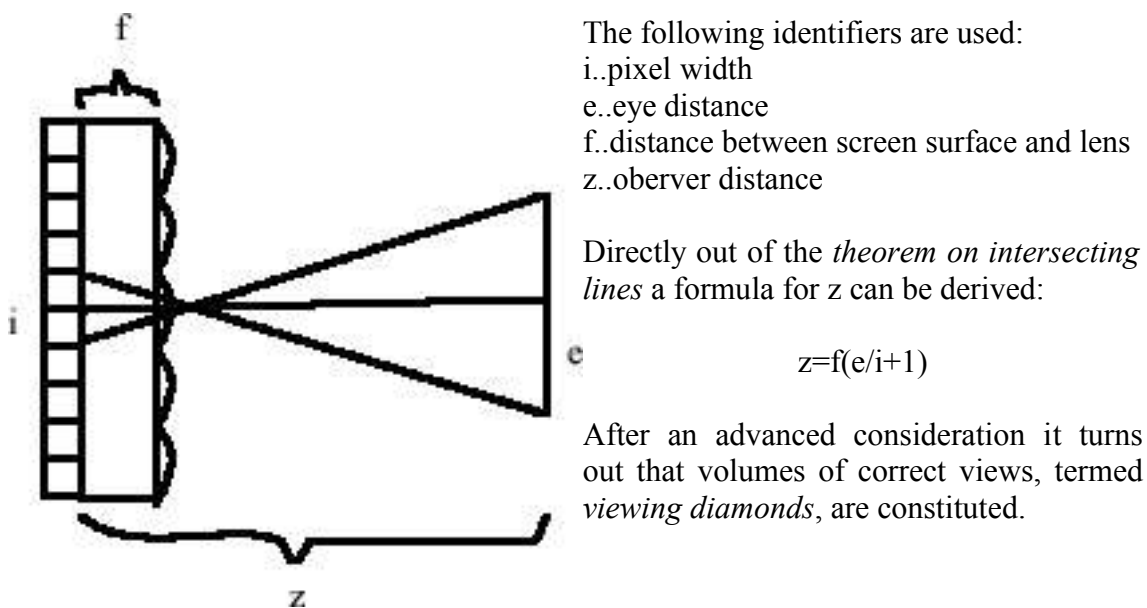 f
i
e
z
The following identifiers are used:
i..pixel width
e..eye distance
f..distance between screen surface and lens
z..oberver distance
Directly out of the theorem on intersecting
lines a formula for z can be derived:
z=f(e/i+1)
After an advanced consideration it turns
out that volumes of correct views, termed
viewing diamonds, are constituted.